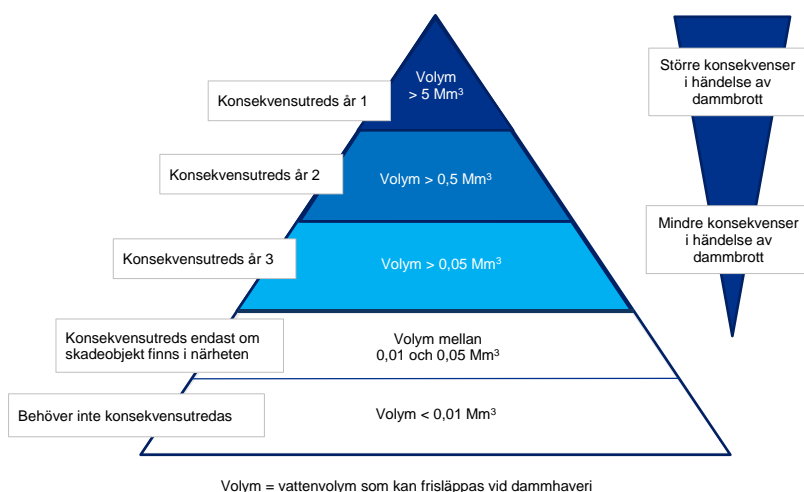 Volym
> 5 Mm³
Större konsekvenser
i händelse av
dammbrott
Konsekvensutreds år 1
Konsekvensutreds år 2
Volym > 0,5 Mm³
Mindre konsekvenser
i händelse av
dammbrott
Konsekvensutreds år 3
Volym > 0,05 Mm³
Konsekvensutreds endast om
skadeobjekt finns i närheten
Volym mellan
0,01 och 0,05 Mm³
Behöver inte konsekvensutredas
Volym < 0,01 Mm³
Volym = vattenvolym som kan frisläppas vid dammhaveri